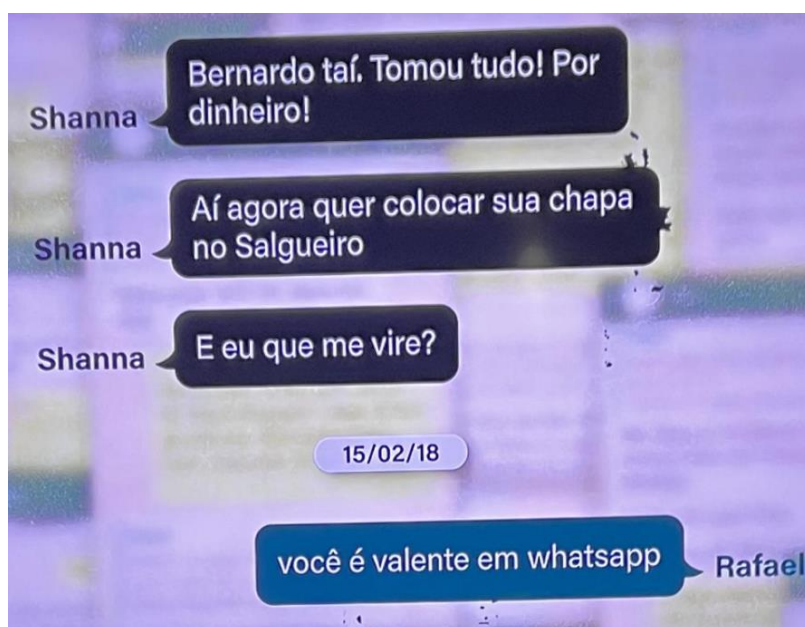 Bernardo taí. Tomou tudo! Por
Shanna
dinheiro!
Aí agora quer colocar sua chapa
Shanna
no Salgueiro
Shanna
E eu que me vire?
15/02/18
você é valente em whatsapp
Rafael